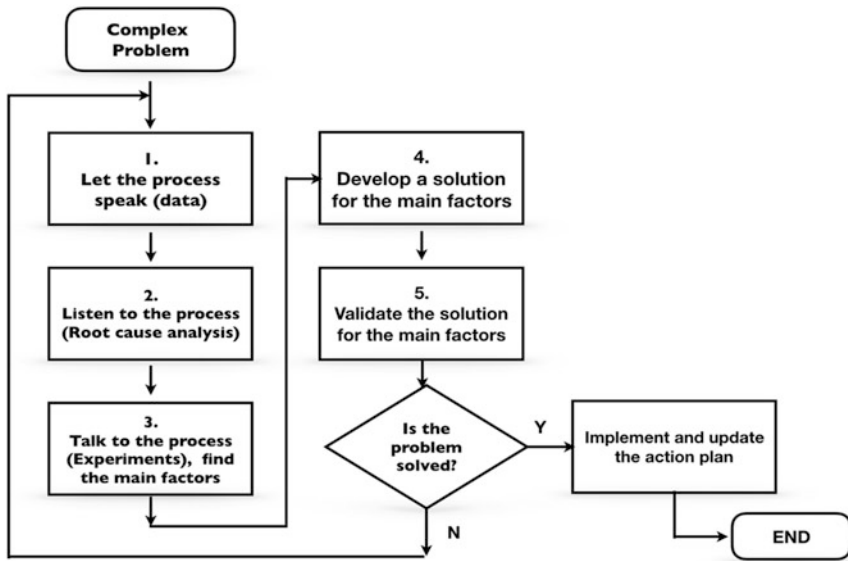 Complex
Problem
1.
Let the process
speak (data)
2.
Listen to the process
(Root cause analysis)
3.
Talk to the process
(Experiments), find
the main factors
4.
Develop a solution
for the main factors
5.
Validate the solution
for the main factors
Is the
problem
solved?
Y
N
Implement and update
the action plan
END